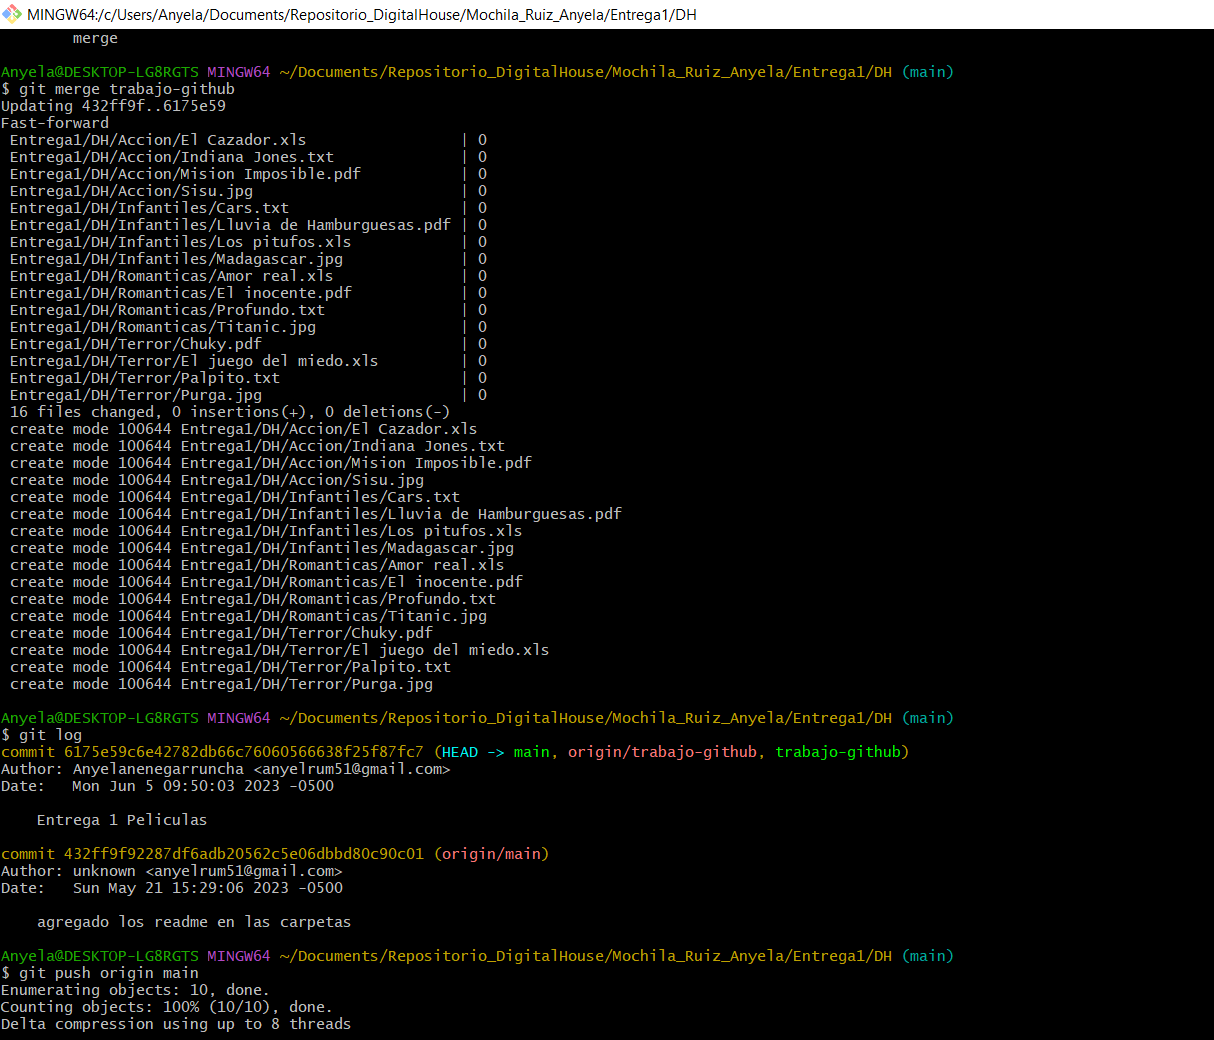 MINGW64:/c/Users/Anyela/Documents/Repositorio_DigitalHouse/Mochila_Ruiz_Anyela/Entrega1/DH
merge
Anyela@DESKTOP-LG8RGTS MINGW64 ~/Documents/Repositorio_DigitalHouse/Mochila_Ruiz_Anyela/Entrega1/DH (main)
$ git merge trabajo-github
Updating 432ff9f..6175e59
Fast-forward
Entrega1/DH/Accion/El Cazador.xls | 0
Entrega1/DH/Accion/Indiana Jones.txt | 0
Entrega1/DH/Accion/Mision Imposible.pdf | 0
Entrega1/DH/Accion/Sisu.jpg | 0
Entrega1/DH/Infantiles/Cars.txt | 0
Entrega1/DH/Infantiles/Lluvia de Hamburguesas.pdf | 0
Entrega1/DH/Infantiles/Los pitufos.xls | 0
Entrega1/DH/Infantiles/Madagascar.jpg | 0
Entrega1/DH/Romanticas/Amor real.xls | 0
Entrega1/DH/Romanticas/El inocente.pdf | 0
Entrega1/DH/Romanticas/Profundo.txt | 0
Entrega1/DH/Romanticas/Titanic.jpg | 0
Entrega1/DH/Terror/Chuky.pdf | 0
Entrega1/DH/Terror/El juego del miedo.xls | 0
Entrega1/DH/Terror/Palpito.txt | 0
Entrega1/DH/Terror/Purga.jpg | 0
16 files changed, 0 insertions(+), 0 deletions(-)
create mode 100644 Entrega1/DH/Accion/El Cazador.xls
create mode 100644 Entrega1/DH/Accion/Indiana Jones.txt
create mode 100644 Entrega1/DH/Accion/Mision Imposible.pdf
create mode 100644 Entrega1/DH/Accion/Sisu.jpg
create mode 100644 Entrega1/DH/Infantiles/Cars.txt
create mode 100644 Entrega1/DH/Infantiles/Lluvia de Hamburguesas.pdf
create mode 100644 Entrega1/DH/Infantiles/Los pitufos.xls
create mode 100644 Entrega1/DH/Infantiles/Madagascar.jpg
create mode 100644 Entrega1/DH/Romanticas/Amor real.xls
create mode 100644 Entrega1/DH/Romanticas/El inocente.pdf
create mode 100644 Entrega1/DH/Romanticas/Profundo.txt
create mode 100644 Entrega1/DH/Romanticas/Titanic.jpg
create mode 100644 Entrega1/DH/Terror/Chuky.pdf
create mode 100644 Entrega1/DH/Terror/El juego del miedo.xls
create mode 100644 Entrega1/DH/Terror/Palpito.txt
create mode 100644 Entrega1/DH/Terror/Purga.jpg
Anyela@DESKTOP-LG8RGTS MINGW64 ~/Documents/Repositorio_DigitalHouse/Mochila_Ruiz_Anyela/Entrega1/DH (main)
$ git log
commit 6175e59c6e42782db66c76060566638f25f87fc7 (HEAD -> main, origin/trabajo-github, trabajo-github)
Author: Anyelanenegarruncha <anyelrum51@gmail.com>
Date: Mon Jun 5 09:50:03 2023 -0500
Entrega 1 Peliculas
commit 432ff9f92287df6adb20562c5e06dbbd80c90c01 (origin/main)
Author: unknown <anyelrum51@gmail.com>
Date: Sun May 21 15:29:06 2023 -0500
agregado los readme en las carpetas
Anyela@DESKTOP-LG8RGTS MINGW64 ~/Documents/Repositorio_DigitalHouse/Mochila_Ruiz_Anyela/Entrega1/DH (main)
$ git push origin main
Enumerating objects: 10, done.
Counting objects: 100% (10/10), done.
Delta compression using up to 8 threads